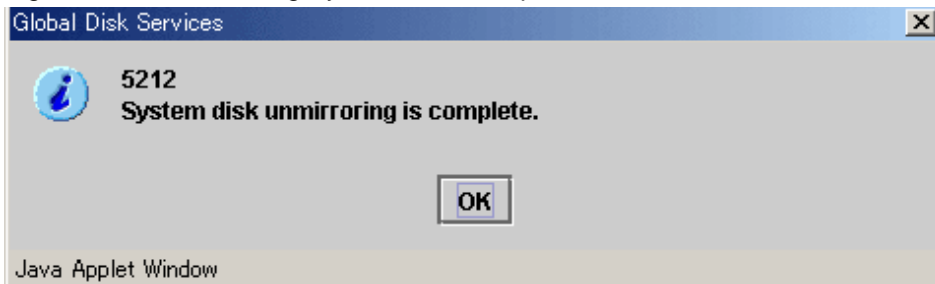 Global Disk Services
5212
System disk unmirroring is complete.
OK
Java Applet Window